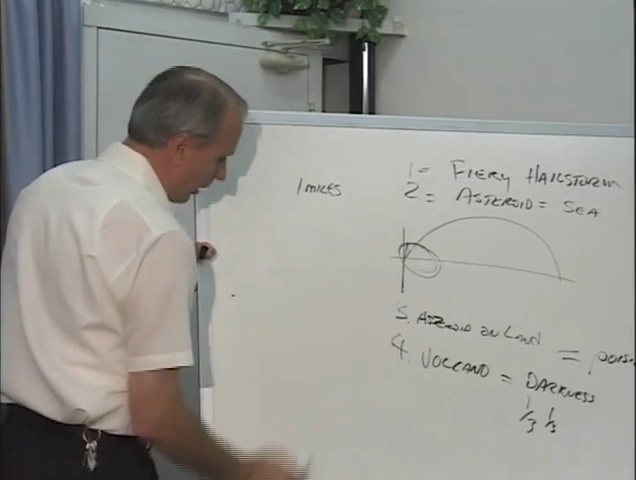 1 miles
1 = FIERY HAILSTORM
2 = ASTEROID = SEA
3. ASTEROID ON LAND =
4. VOLCANO = DARKNESS
1/3 1/3